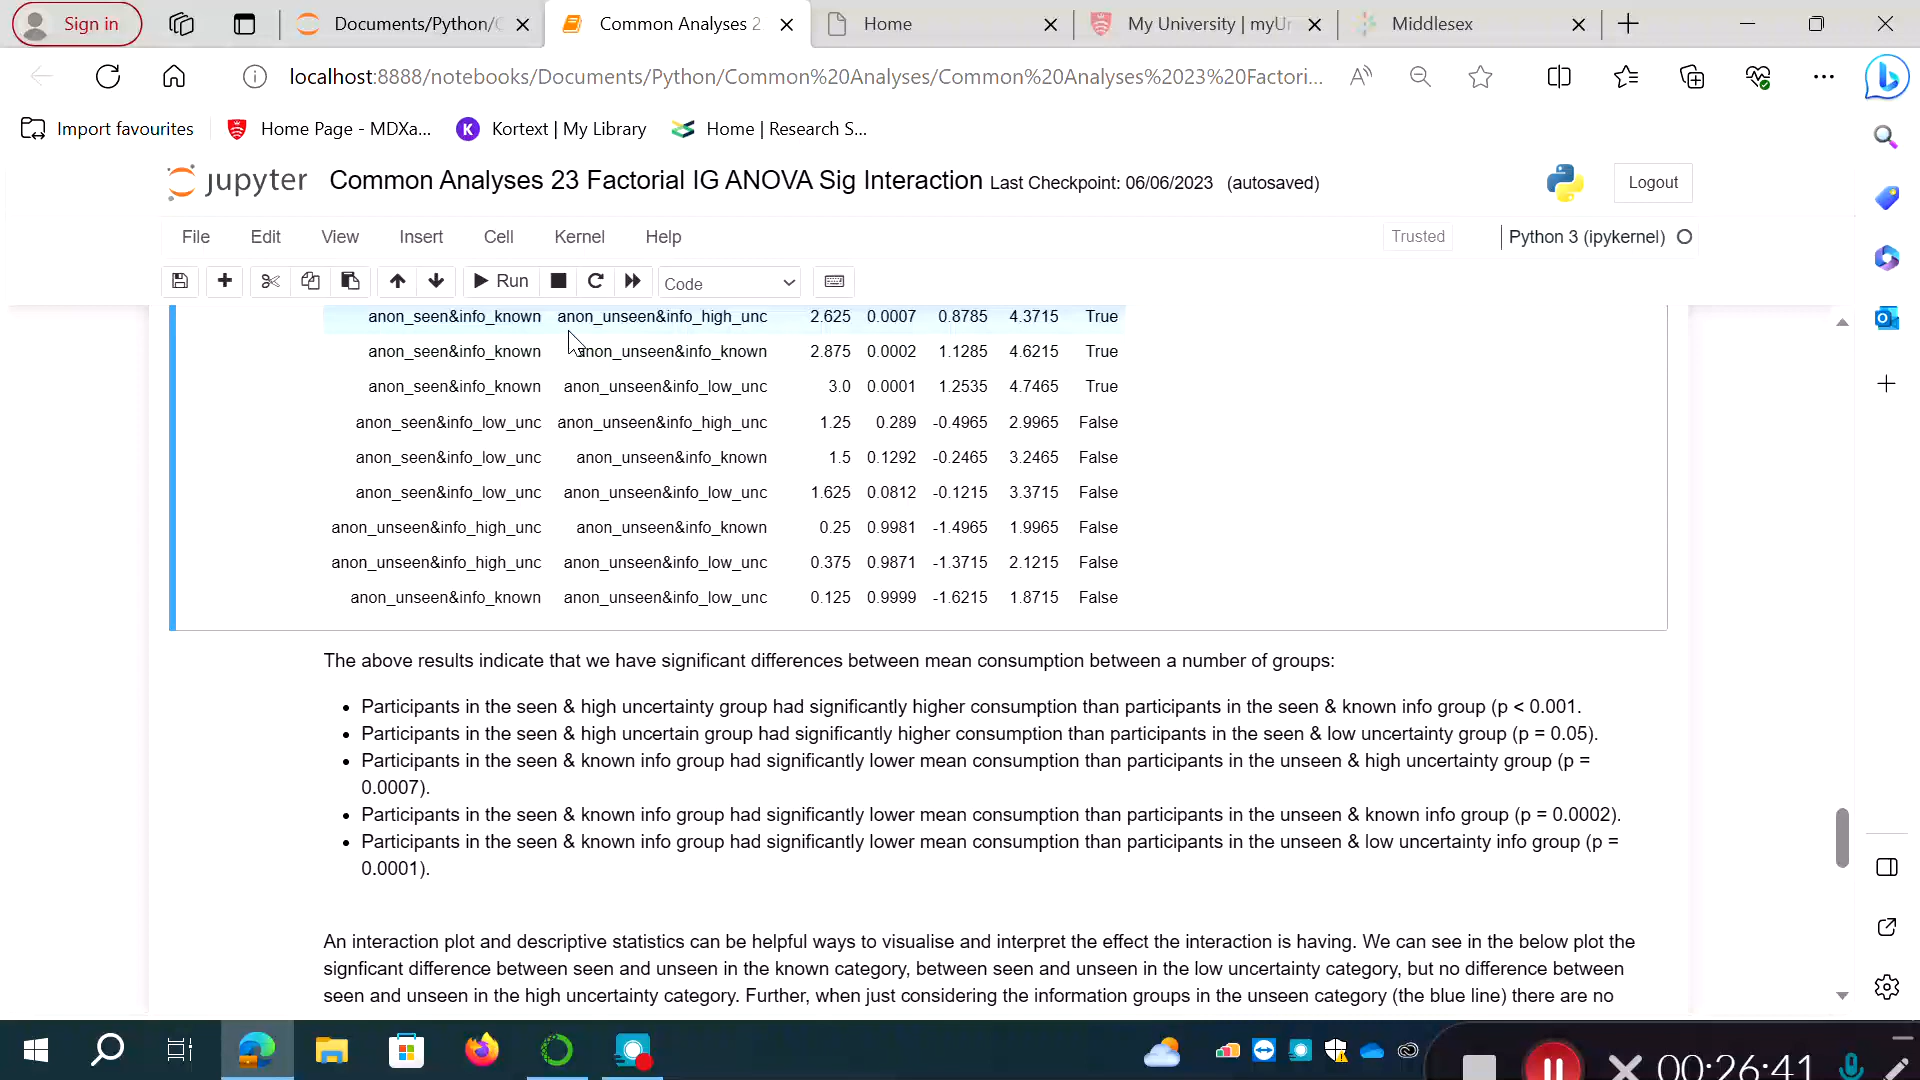 Sign in
Documents/Python/C
Common Analyses 2
Home
My University | myUr
Middlesex
localhost:8888/notebooks/Documents/Python/Common%20Analyses/Common%20Analyses%2023%20Factori...
Import favourites
Home Page - MDXa...
K Kortext | My Library
Home | Research S...
jupyter Common Analyses 23 Factorial IG ANOVA Sig Interaction Last Checkpoint: 06/06/2023 (autosaved)
Logout
File Edit View Insert Cell Kernel Help
Trusted
Python 3 (ipykernel)
Run
Code
anon_seen&info_known anon_unseen&info_high_unc 2.625 0.0007 0.8785 4.3715 True
anon_seen&info_known anon_unseen&info_known 2.875 0.0002 1.1285 4.6215 True
anon_seen&info_known anon_unseen&info_low_unc 3.0 0.0001 1.2535 4.7465 True
anon_seen&info_low_unc anon_unseen&info_high_unc 1.25 0.289 -0.4965 2.9965 False
anon_seen&info_low_unc anon_unseen&info_known 1.5 0.1292 -0.2465 3.2465 False
anon_seen&info_low_unc anon_unseen&info_low_unc 1.625 0.0812 -0.1215 3.3715 False
anon_unseen&info_high_unc anon_unseen&info_known 0.25 0.9981 -1.4965 1.9965 False
anon_unseen&info_high_unc anon_unseen&info_low_unc 0.375 0.9871 -1.3715 2.1215 False
anon_unseen&info_known anon_unseen&info_low_unc 0.125 0.9999 -1.6215 1.8715 False
The above results indicate that we have significant differences between mean consumption between a number of groups:
• Participants in the seen & high uncertainty group had significantly higher consumption than participants in the seen & known info group (p < 0.001.
• Participants in the seen & high uncertain group had significantly higher consumption than participants in the seen & low uncertainty group (p = 0.05).
• Participants in the seen & known info group had significantly lower mean consumption than participants in the unseen & high uncertainty group (p =
0.0007).
• Participants in the seen & known info group had significantly lower mean consumption than participants in the unseen & known info group (p = 0.0002).
• Participants in the seen & known info group had significantly lower mean consumption than participants in the unseen & low uncertainty info group (p =
0.0001).
An interaction plot and descriptive statistics can be helpful ways to visualise and interpret the effect the interaction is having. We can see in the below plot the
signficant difference between seen and unseen in the known category, between seen and unseen in the low uncertainty category, but no difference between
seen and unseen in the high uncertainty category. Further, when just considering the information groups in the unseen category (the blue line) there are no
00:26:41